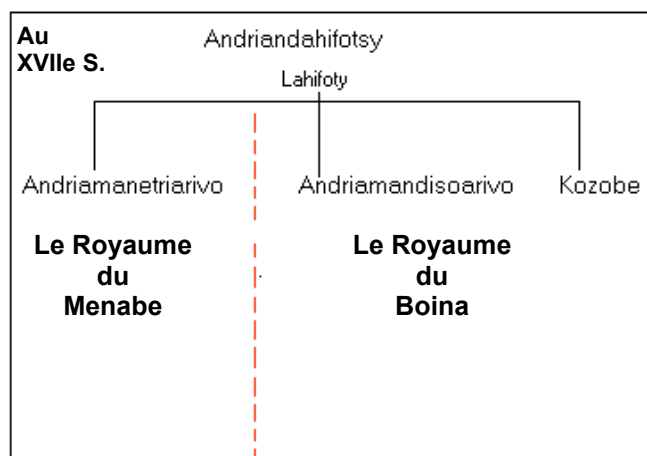 Au
XVIIe S.
Andriandahifotsy
Lahifoty
Andriamanetriarivo
Andriamandisoarivo
Kozobe
Le Royaume
du
Menabe
Le Royaume
du
Boina